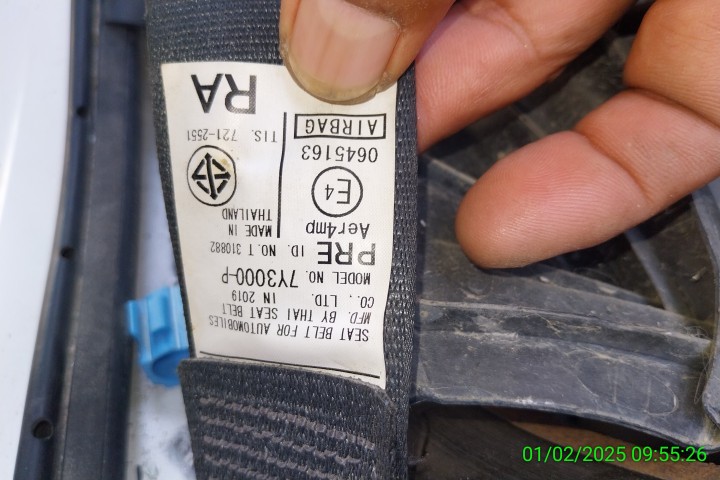 SEAT BELT FOR AUTOMOBILES
MFD. BY THAI SEAT BELT
CO., LTD. IN 2019
MODEL NO. 7Y3000-P
PRE ID. NO. T 310882
Aer4mp
MADE IN
THAILAND
E4
0645163
TIS. 721-2551
AIRBAG
RA
01/02/2025 09:55:26